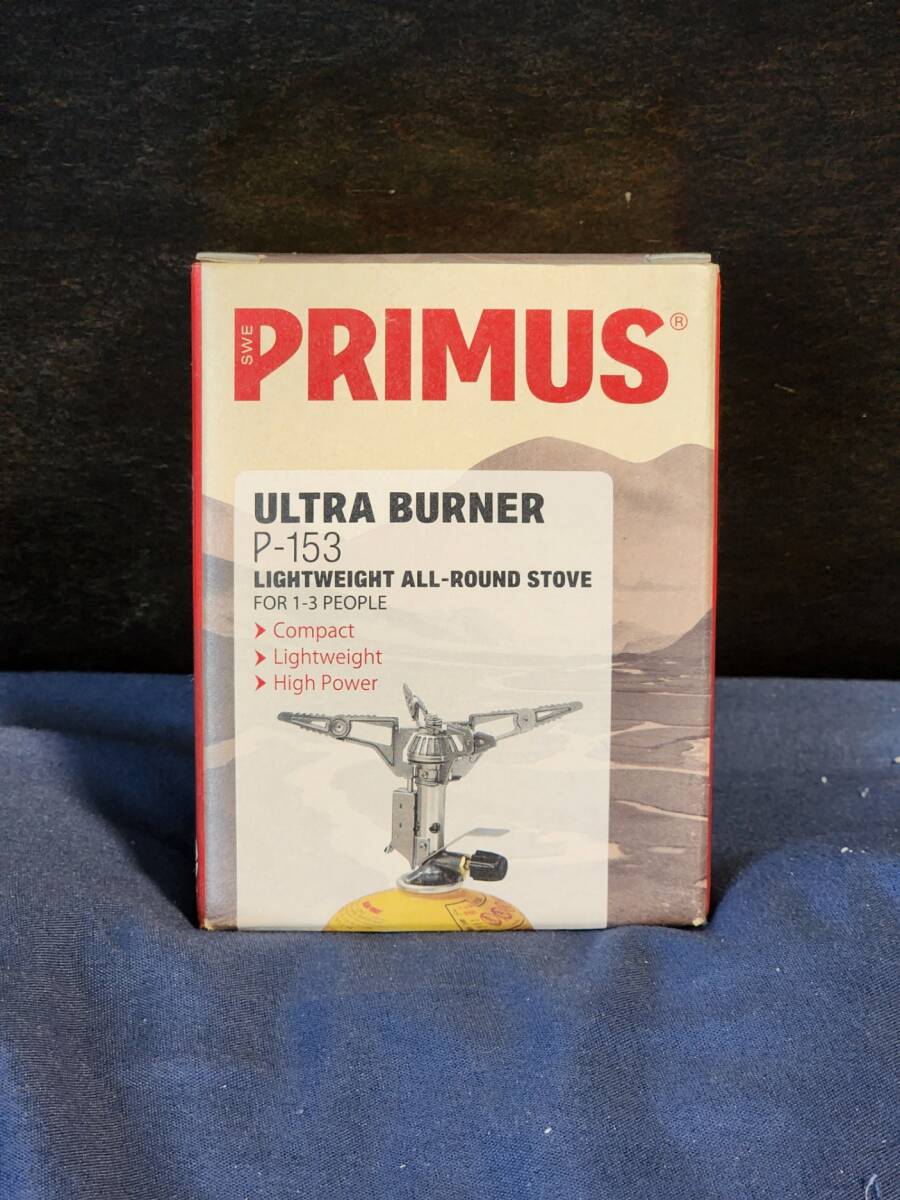 SWE
PRIMUS®
ULTRA BURNER
P-153
LIGHTWEIGHT ALL-ROUND STOVE
FOR 1-3 PEOPLE
Compact
Lightweight
High Power